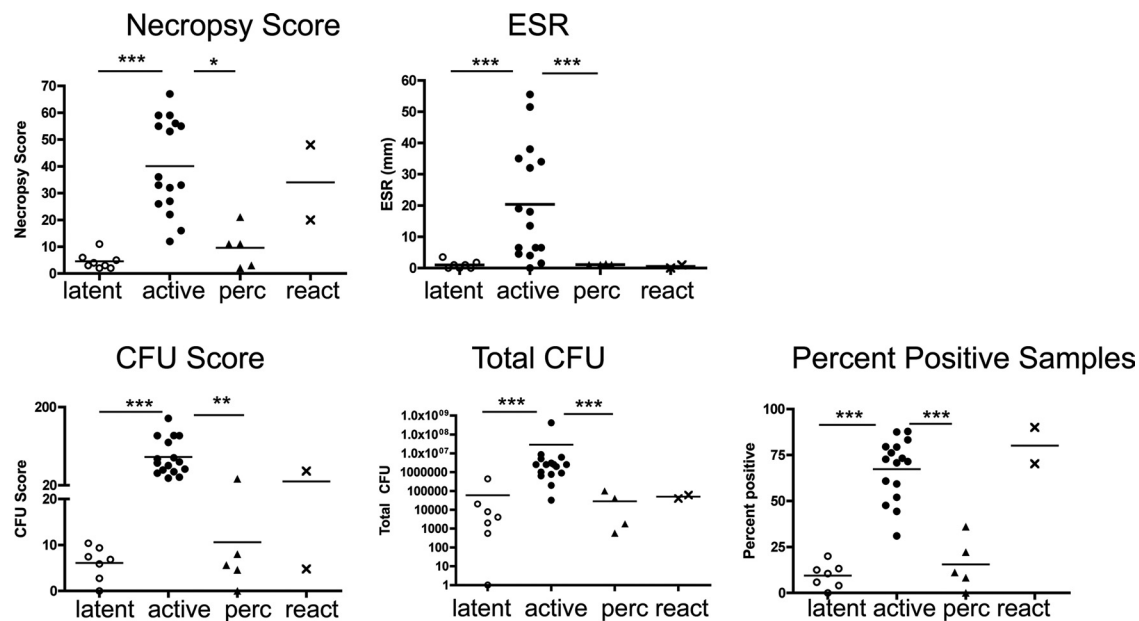 Necropsy Score
*** *
Necropsy Score
70
60
50
40
30
20
10
0
latent active perc react
ESR
*** ***
ESR (mm)
60
50
40
30
20
10
0
latent active perc react
CFU Score
*** **
CFU Score
200
20
20
10
0
latent active perc react
Total CFU
*** ***
Total CFU
1.0x10⁰⁹
1.0x10⁰⁸
1.0x10⁰⁷
1000000
100000
10000
1000
100
10
1
latent active perc react
Percent Positive Samples
*** ***
Percent positive
100
75
50
25
0
latent active perc react